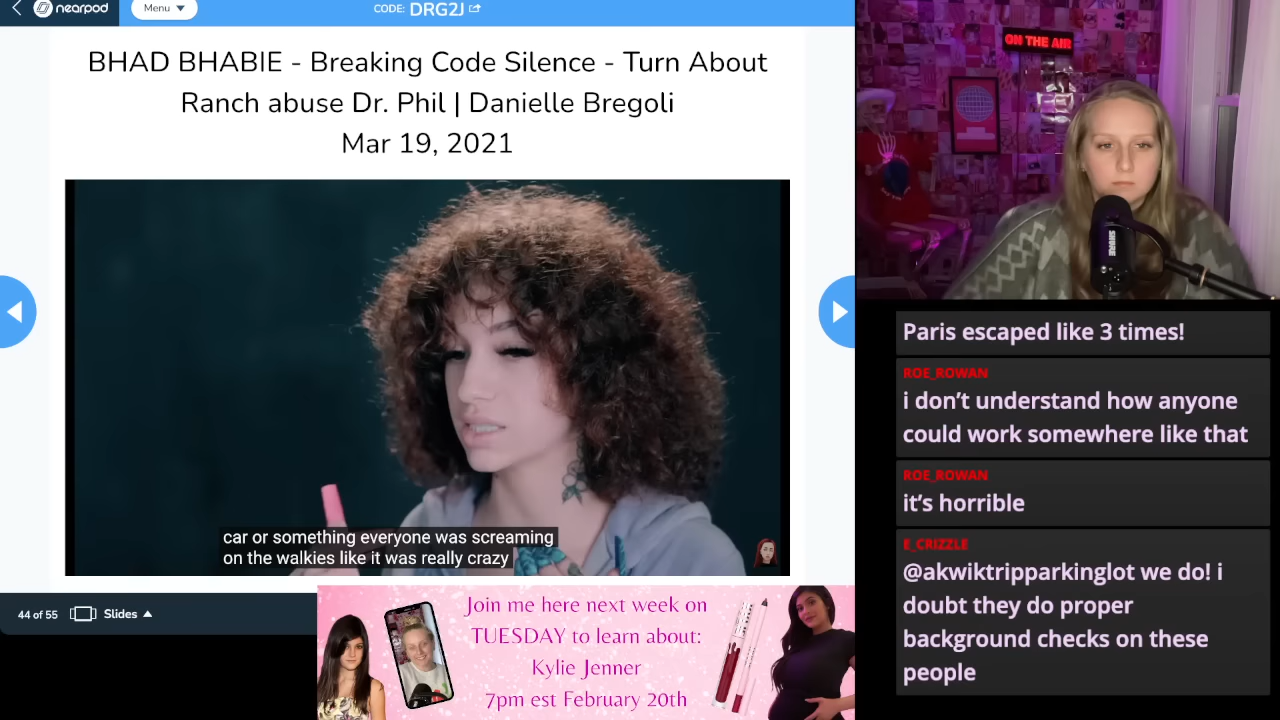 nearpod
Menu
CODE: DRG2J
BHAD BHABIE - Breaking Code Silence - Turn About
Ranch abuse Dr. Phil | Danielle Bregoli
Mar 19, 2021
car or something everyone was screaming
on the walkies like it was really crazy
44 of 55
Slides
Join me here next week on
TUESDAY to learn about:
Kylie Jenner
7pm est February 20th
ON THE AIR
SHURE
Paris escaped like 3 times!
ROE_ROWAN
i don’t understand how anyone
could work somewhere like that
ROE_ROWAN
it’s horrible
E_CRIZZLE
@akwiktripparkinglot we do! i
doubt they do proper
background checks on these
people